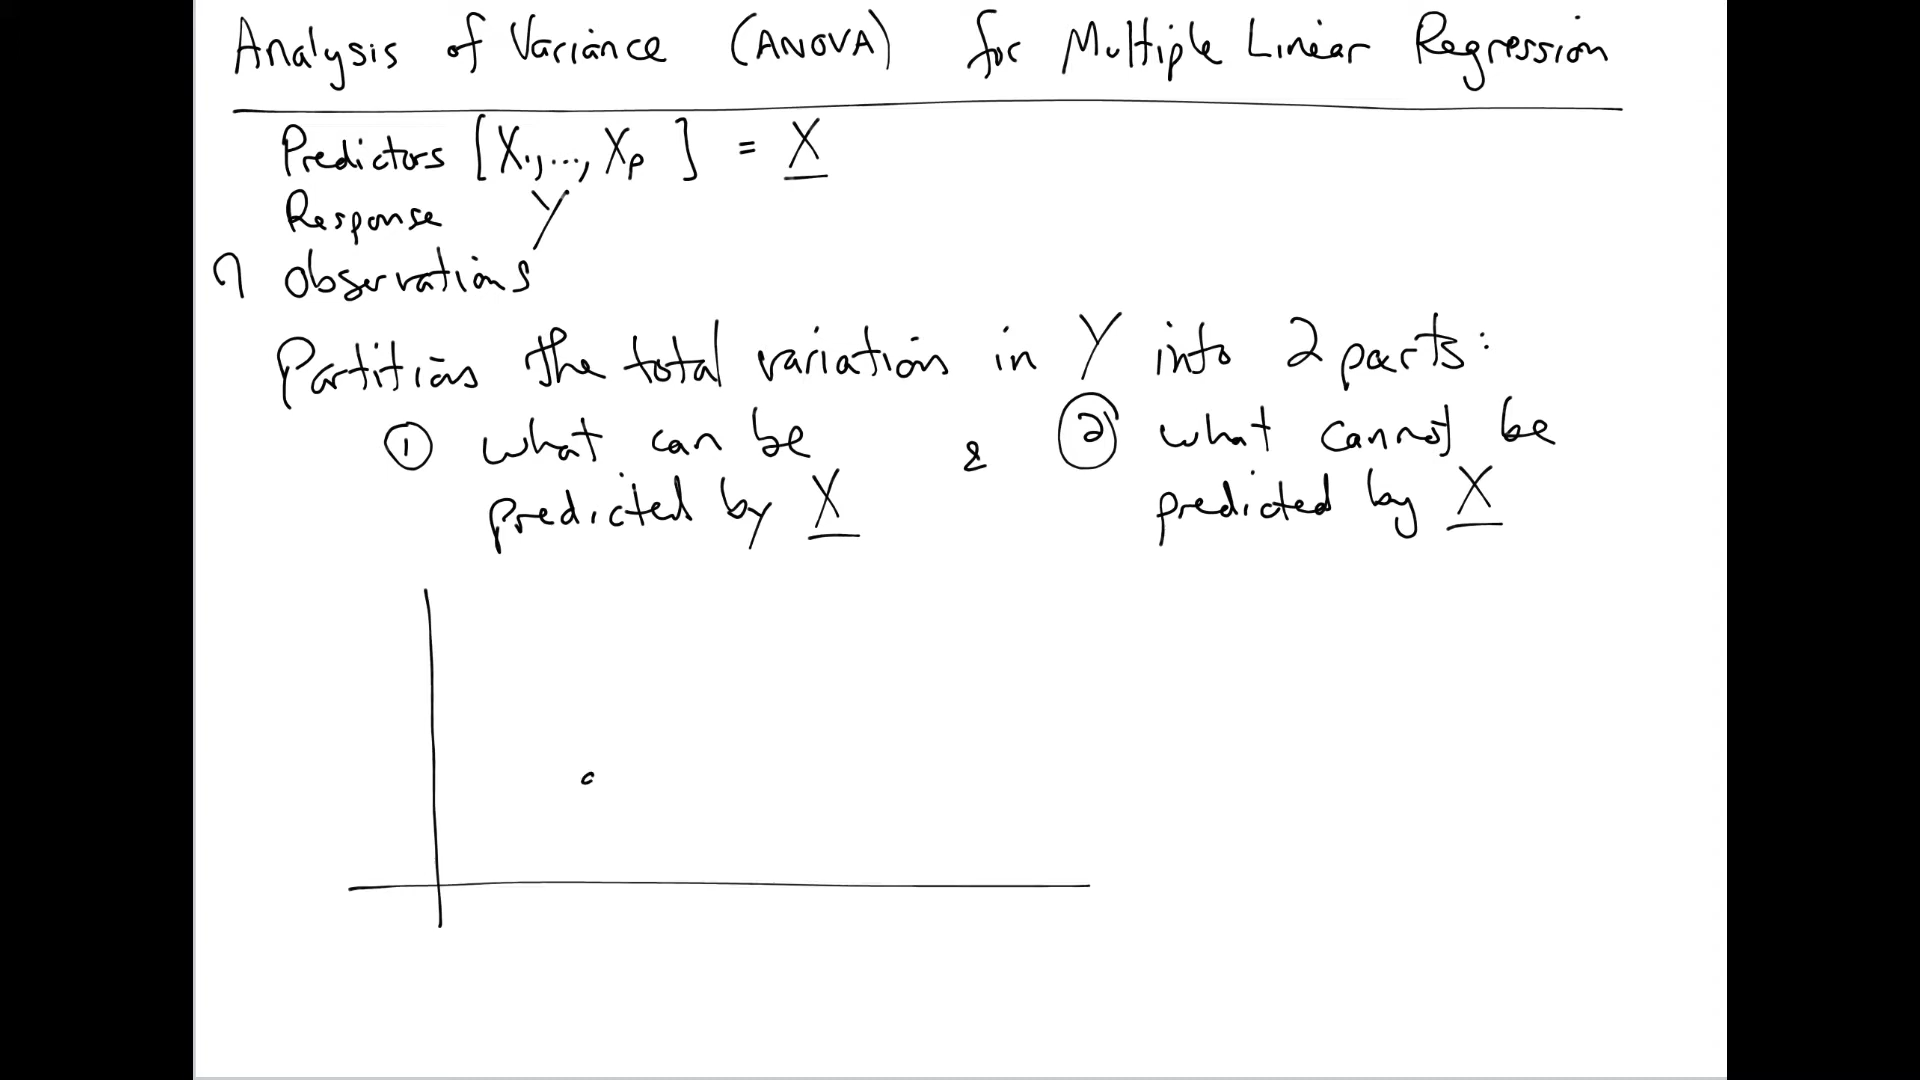 Analysis of Variance (ANOVA) for Multiple Linear Regression
Predictors [X1,..., Xp ] = X
Response Y
n observations
Partitions the total variation in Y into 2 parts:
① what can be & ② what cannot be
predicted by X predicted by X